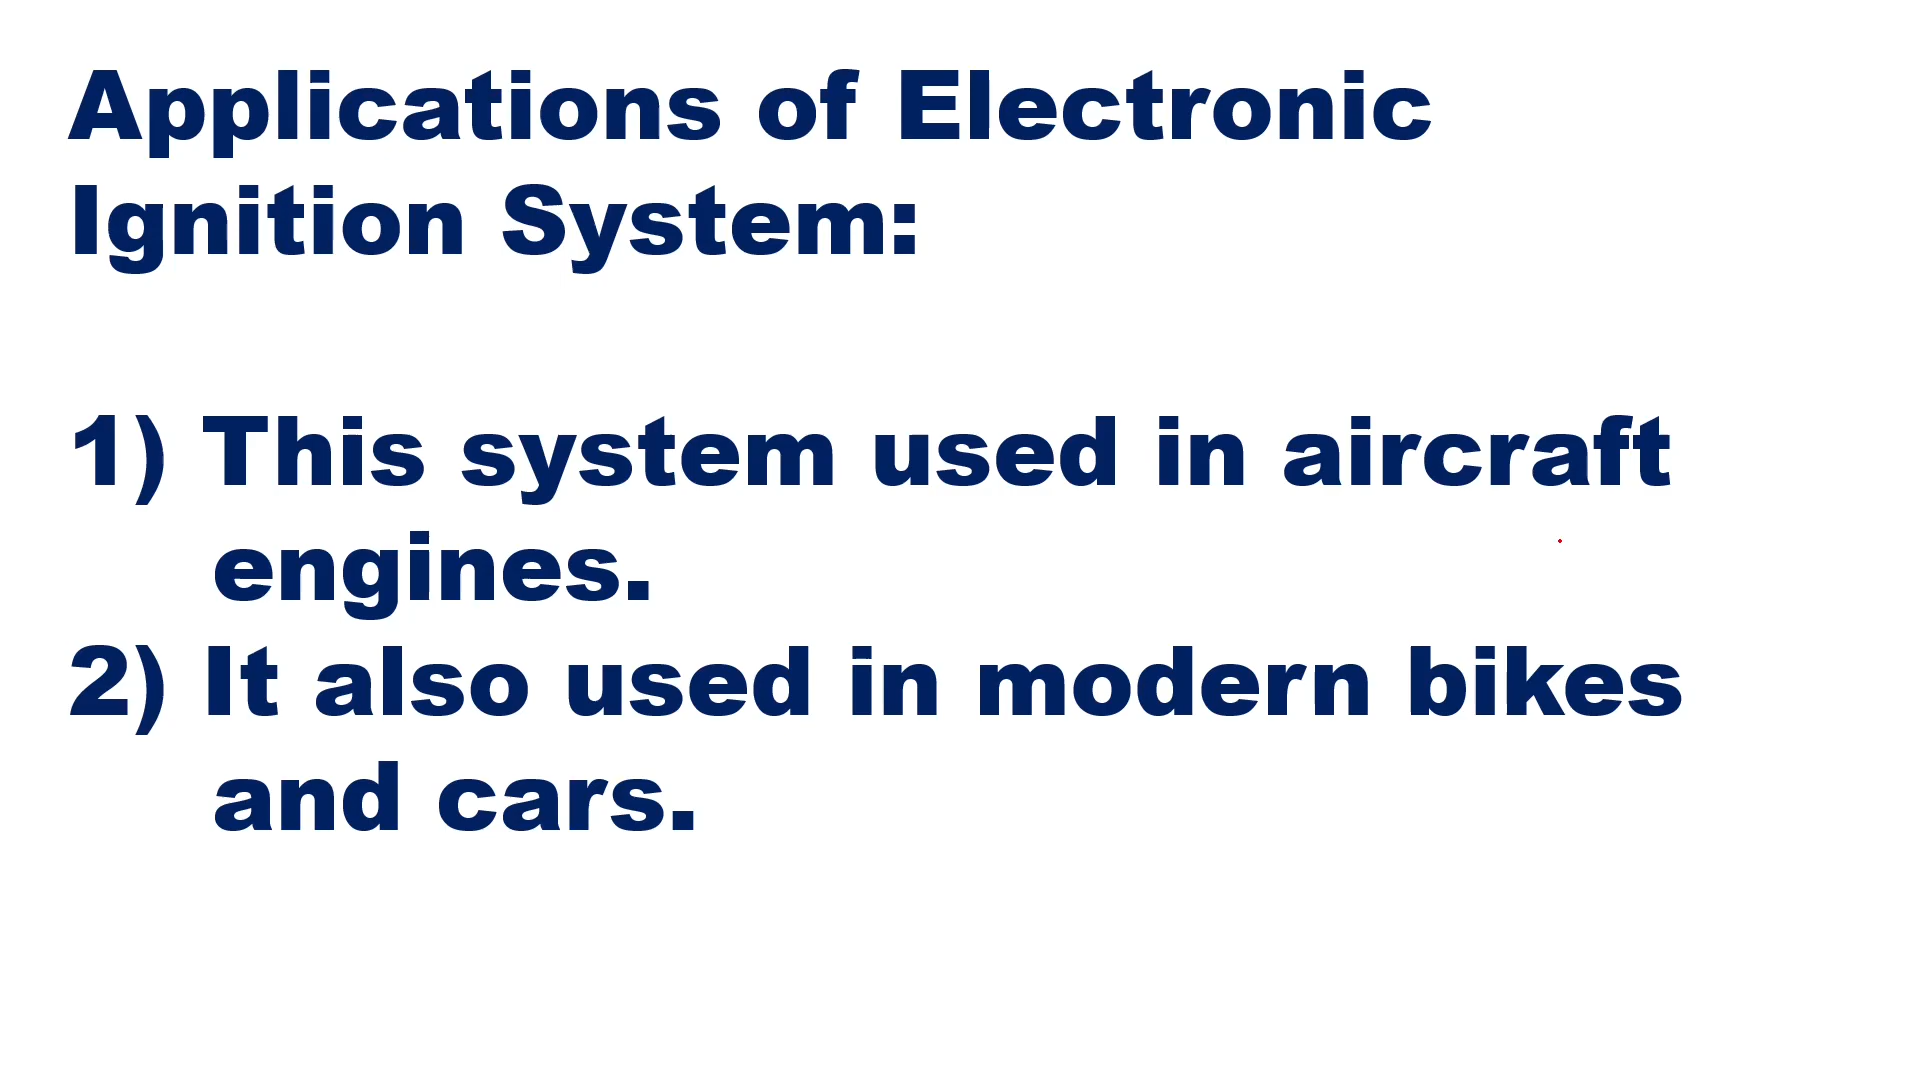 Applications of Electronic
Ignition System:
1) This system used in aircraft
engines.
2) It also used in modern bikes
and cars.